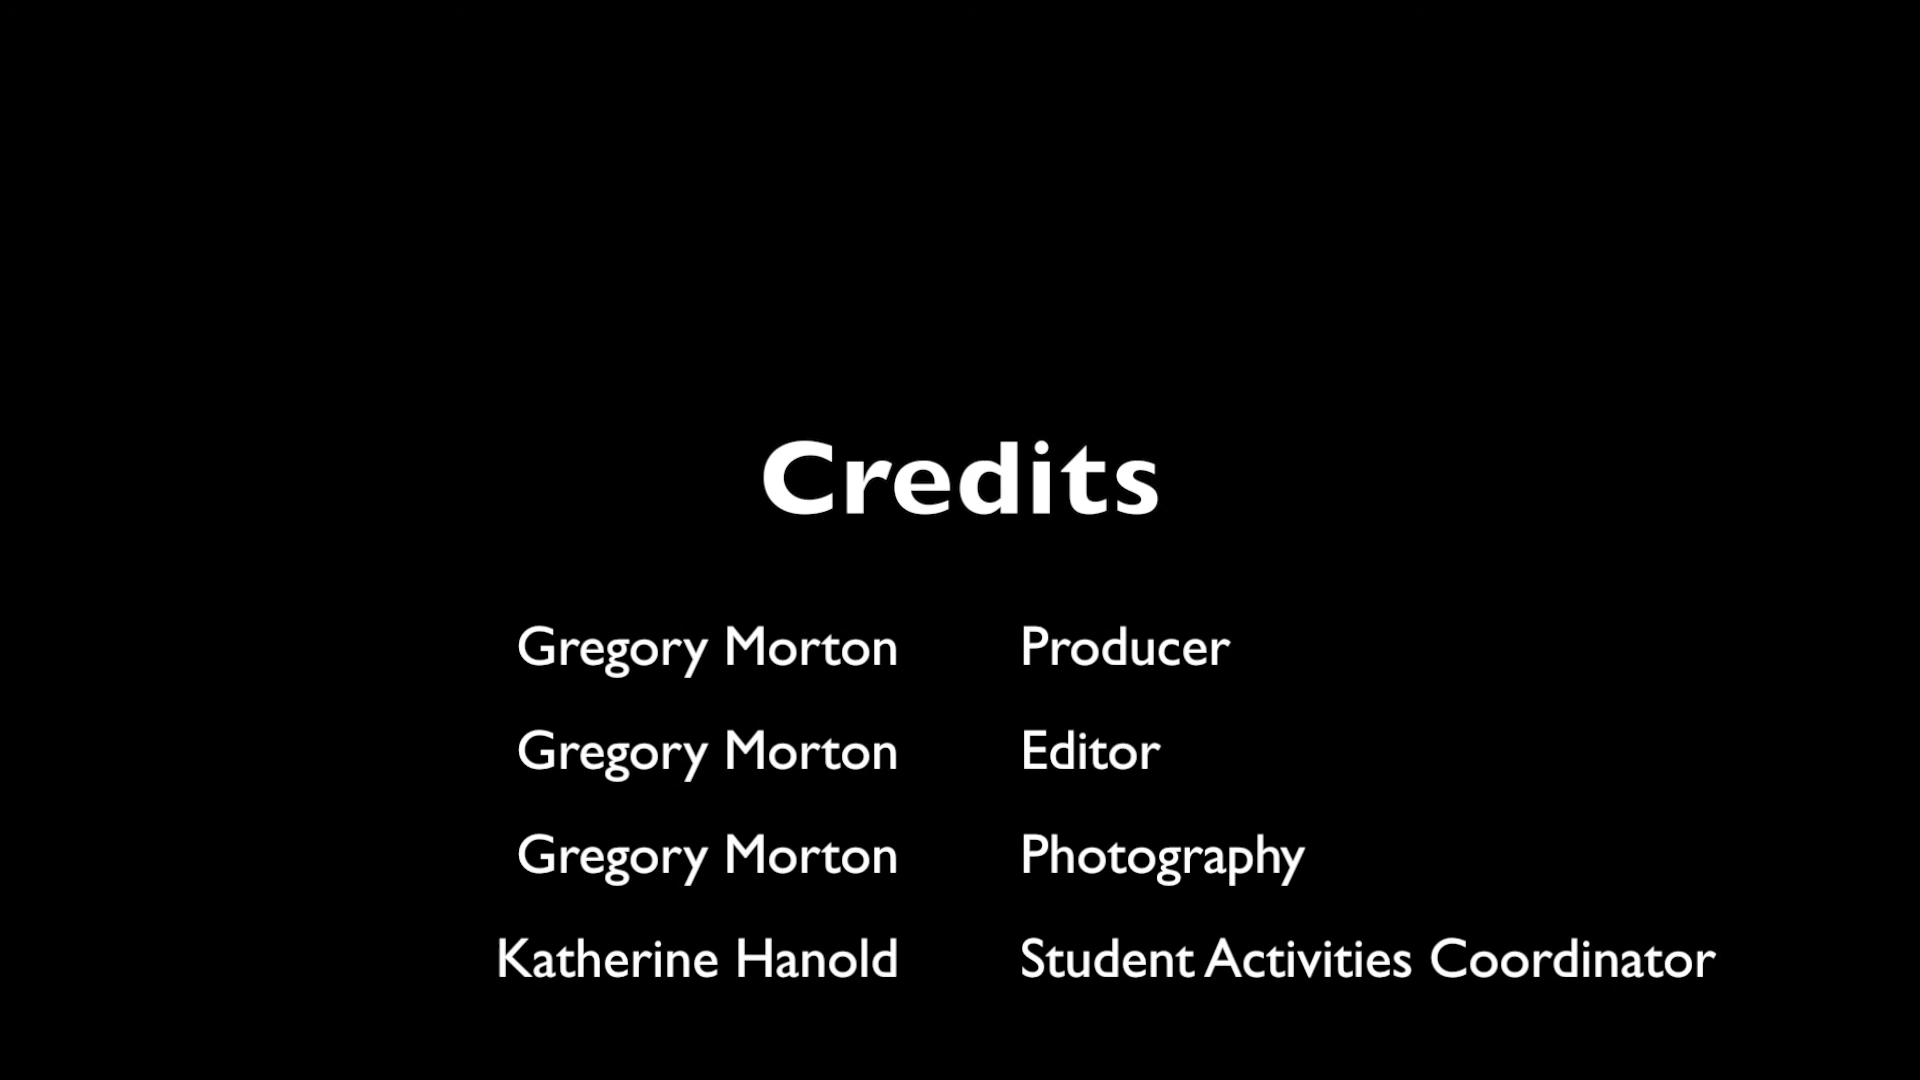 Credits
Gregory Morton Producer
Gregory Morton Editor
Gregory Morton Photography
Katherine Hanold Student Activities Coordinator